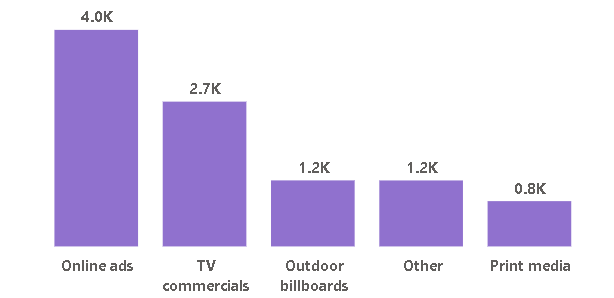 4.0K
2.7K
1.2K
1.2K
0.8K
Online ads
TV
commercials
Outdoor
billboards
Other
Print media